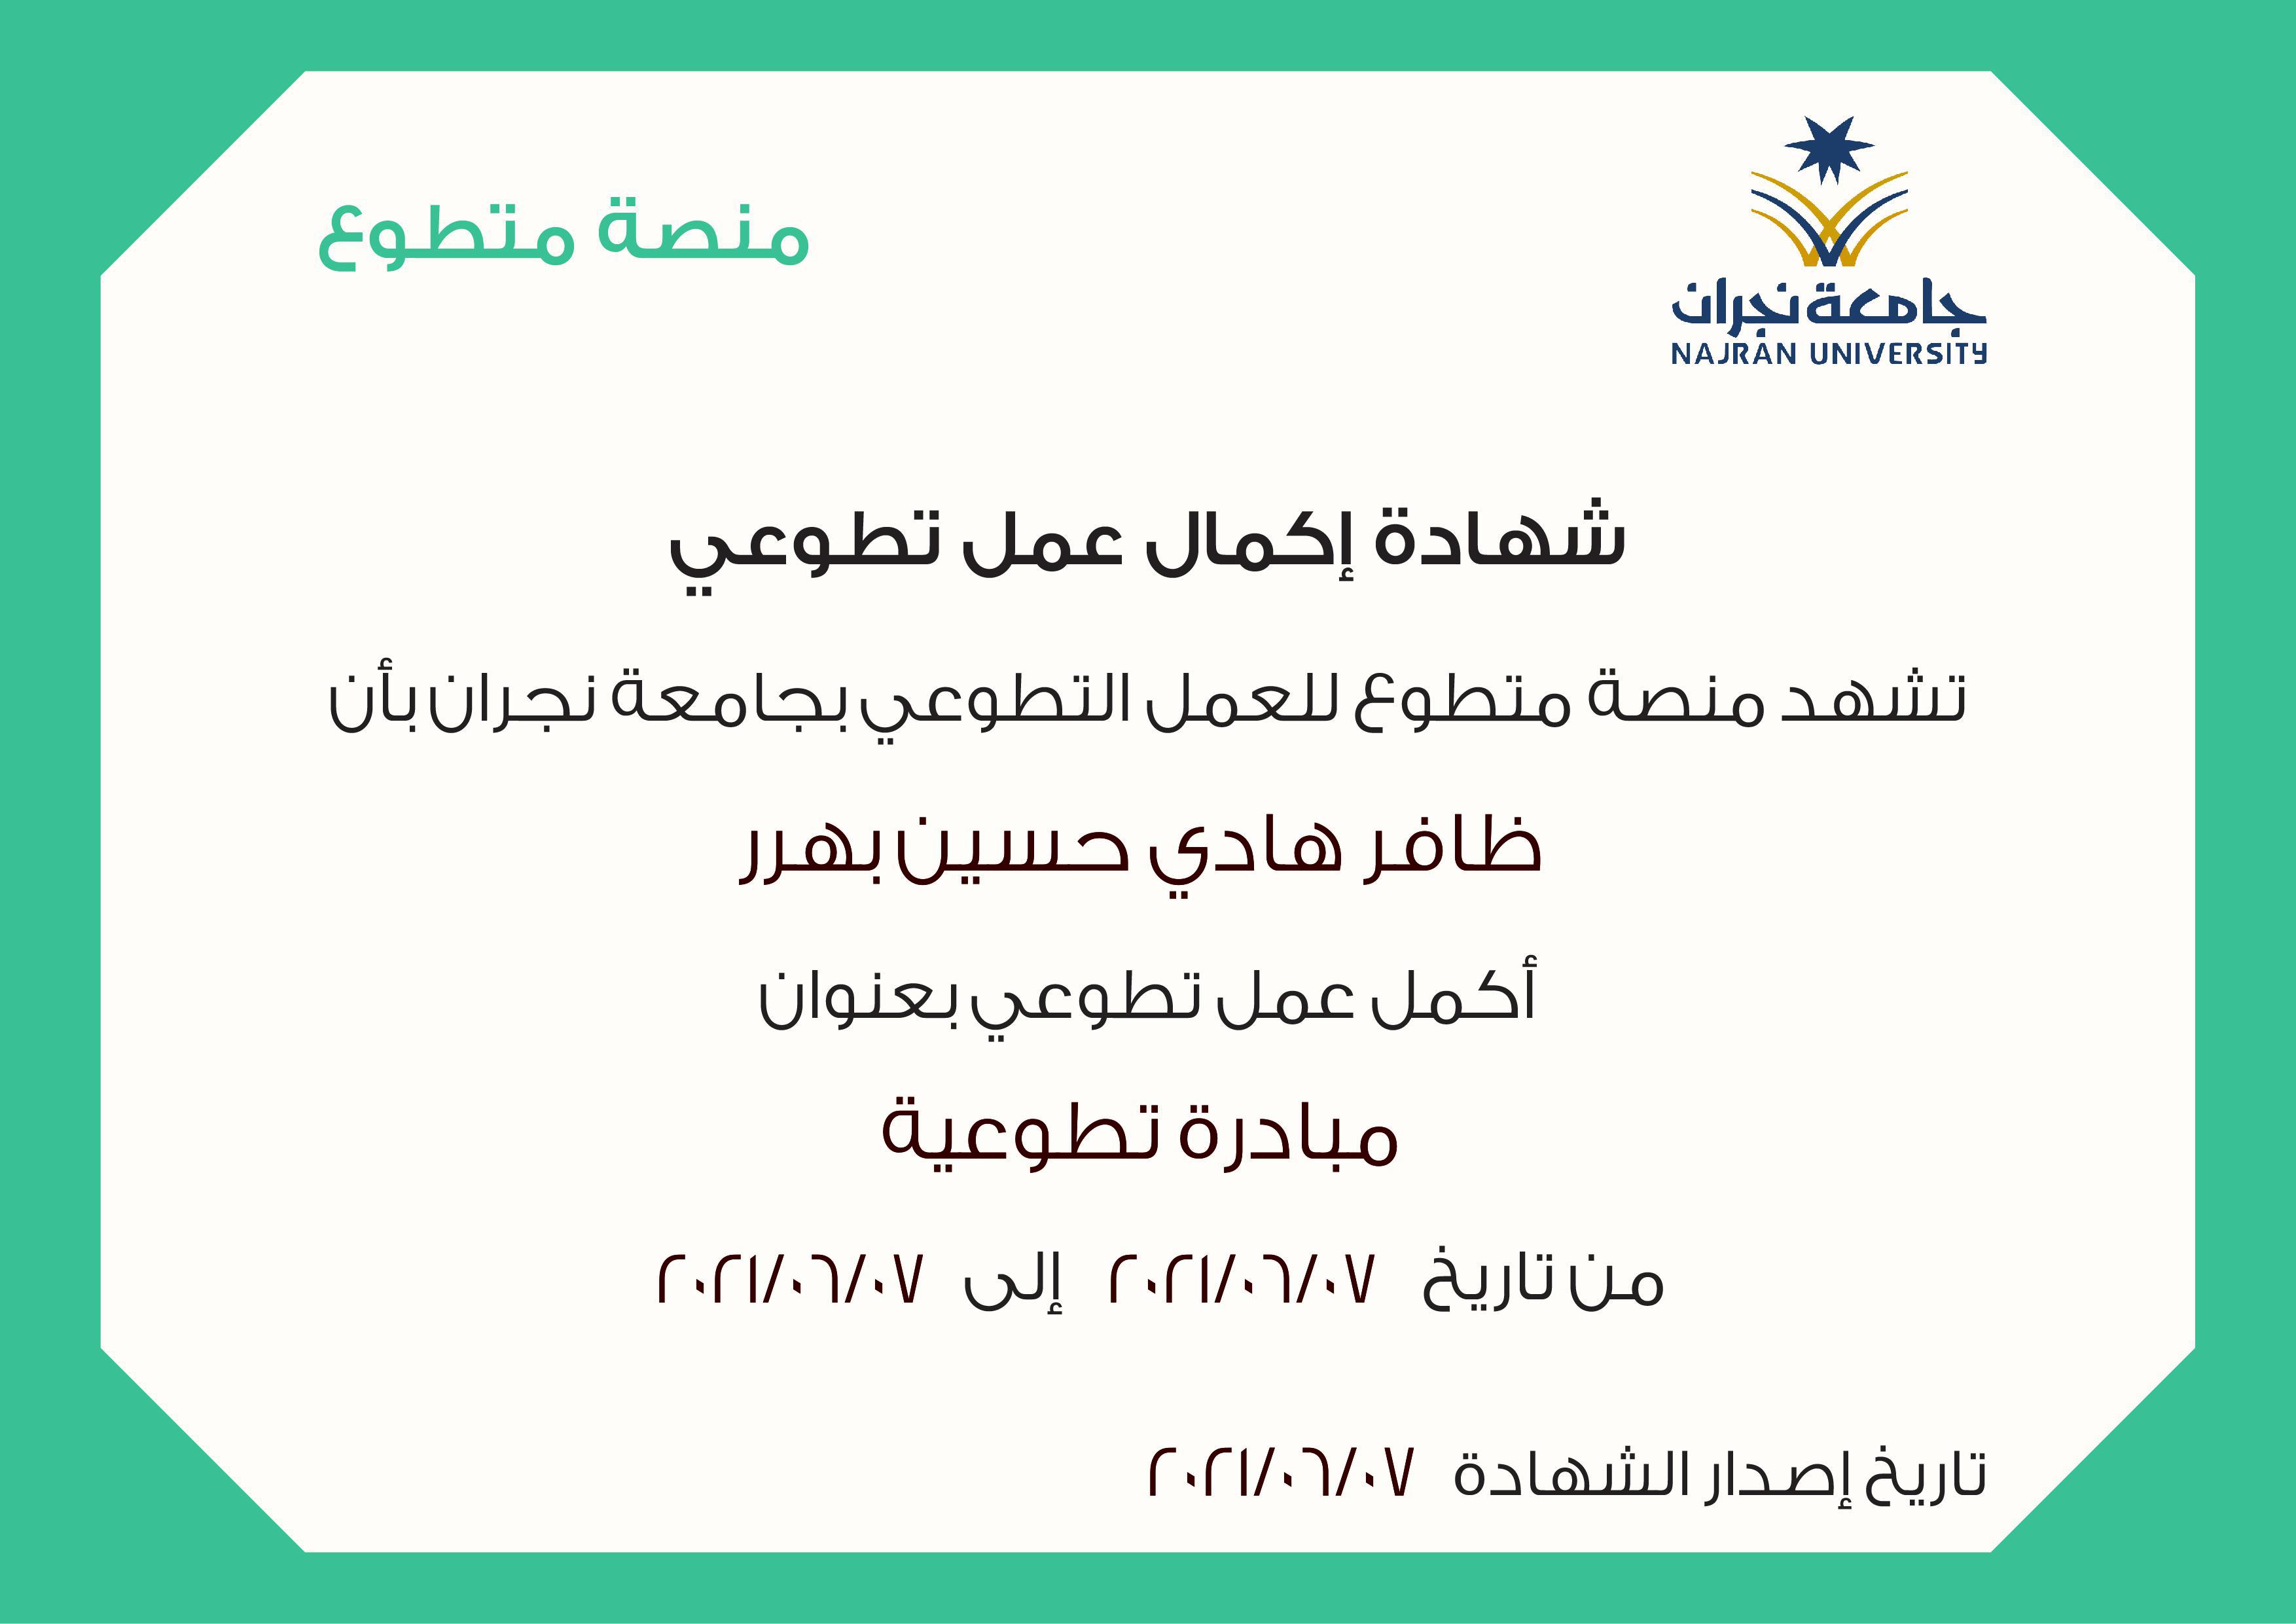 جامعة نجران
NAJRAN UNIVERSITY
منصة متطوع
شهادة إكمال عمل تطوعي
تشهد منصة متطوع للعمل التطوعي بجامعة نجران بأن
ظافر هادي حسين بهرر
أكمل عمل تطوعي بعنوان
مبادرة تطوعية
من تاريخ ٢٠٢١/٠٦/٠٧ إلى ٢٠٢١/٠٦/٠٧
تاريخ إصدار الشهادة ٢٠٢١/٠٦/٠٧